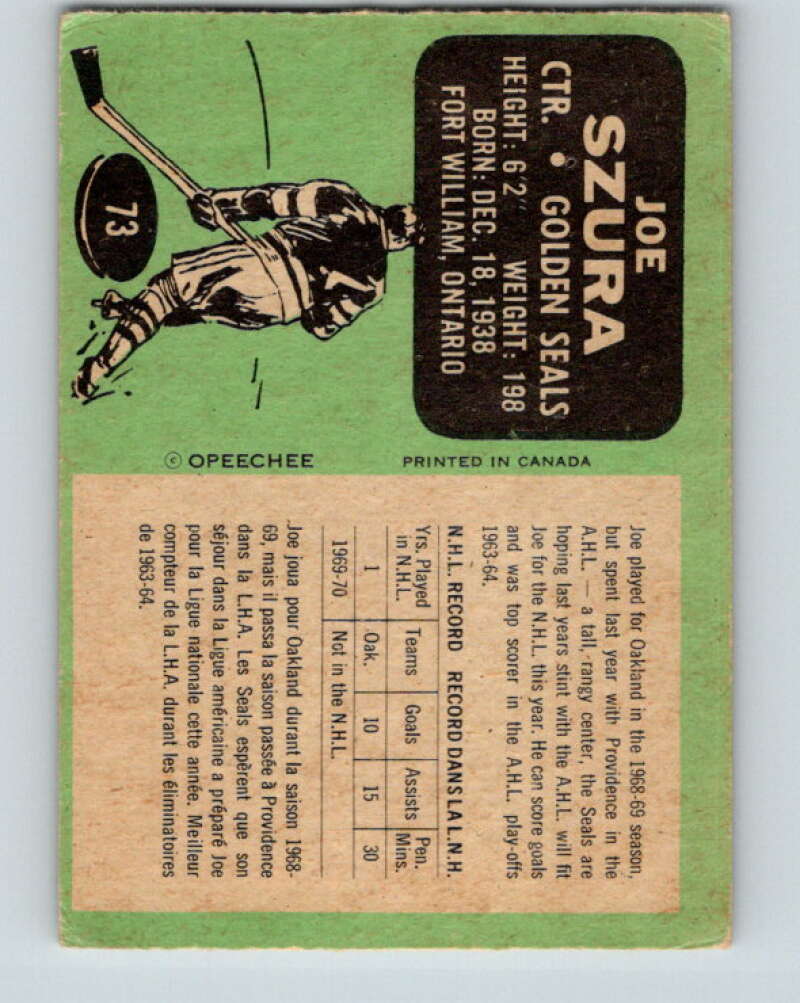 JOE
SZURA
CTR. • GOLDEN SEALS
HEIGHT: 6'2" WEIGHT: 198
BORN: DEC. 18, 1938
FORT WILLIAM, ONTARIO
73
7
© OPEECHEE PRINTED IN CANADA
Joe played for Oakland in the 1968-69 season,
but spent last year with Providence in the
A.H.L. — a tall, rangy center, the Seals are
hoping last years stint with the A.H.L. will fit
Joe for the N.H.L. this year. He can score goals
and was top scorer in the A.H.L. play-offs
1963-64.
N.H.L. RECORD RECORD DANS LA L.N.H.
Yrs. Played in N.H.L. Teams Goals Assists Pen. Mins.
1 Oak. 10 15 30
1969-70 Not in the N.H.L.
Joe joua pour Oakland durant la saison 1968-
69, mais il passa la saison passée à Providence
dans la L.H.A. Les Seals espèrent que son
séjour dans la Ligue américaine a préparé Joe
pour la Ligue nationale cette année. Meilleur
compteur de la L.H.A. durant les éliminatoires
de 1963-64.